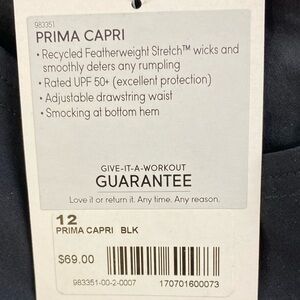 983351
PRIMA CAPRI
• Recycled Featherweight Stretch™ wicks and
smoothly deters any rumpling
• Rated UPF 50+ (excellent protection)
• Adjustable drawstring waist
• Smocking at bottom hem
GIVE-IT-A-WORKOUT
GUARANTEE
Love it or return it. Any time. Any reason.
12
PRIMA CAPRI BLK
$69.00
983351-00-2-0007
170701600073